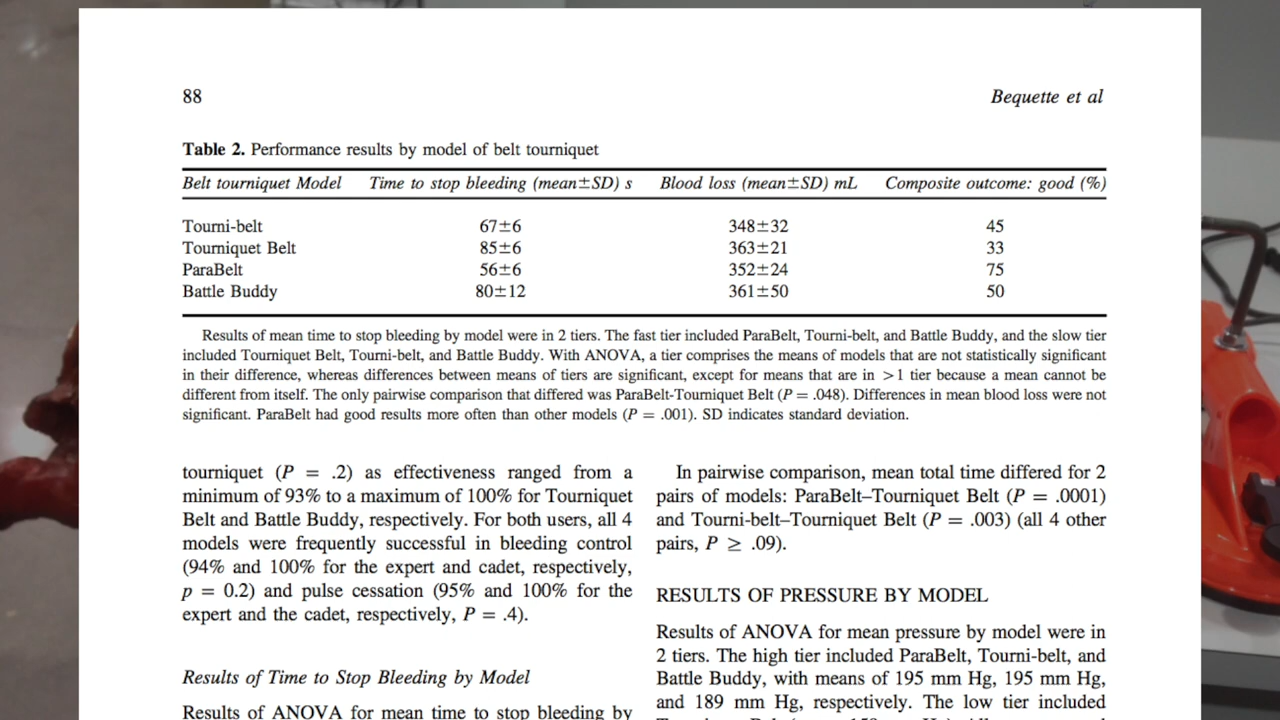 88 Bequette et al
Table 2. Performance results by model of belt tourniquet
Belt tourniquet Model Time to stop bleeding (mean±SD) s Blood loss (mean±SD) mL Composite outcome: good (%)
Tourni-belt 67±6 348±32 45
Tourniquet Belt 85±6 363±21 33
ParaBelt 56±6 352±24 75
Battle Buddy 80±12 361±50 50
Results of mean time to stop bleeding by model were in 2 tiers. The fast tier included ParaBelt, Tourni-belt, and Battle Buddy, and the slow tier
included Tourniquet Belt, Tourni-belt, and Battle Buddy. With ANOVA, a tier comprises the means of models that are not statistically significant
in their difference, whereas differences between means of tiers are significant, except for means that are in >1 tier because a mean cannot be
different from itself. The only pairwise comparison that differed was ParaBelt-Tourniquet Belt (P = .048). Differences in mean blood loss were not
significant. ParaBelt had good results more often than other models (P = .001). SD indicates standard deviation.
tourniquet (P = .2) as effectiveness ranged from a
minimum of 93% to a maximum of 100% for Tourniquet
Belt and Battle Buddy, respectively. For both users, all 4
models were frequently successful in bleeding control
(94% and 100% for the expert and cadet, respectively,
p = 0.2) and pulse cessation (95% and 100% for the
expert and the cadet, respectively, P = .4).
Results of Time to Stop Bleeding by Model
Results of ANOVA for mean time to stop bleeding by
In pairwise comparison, mean total time differed for 2
pairs of models: ParaBelt–Tourniquet Belt (P = .0001)
and Tourni-belt–Tourniquet Belt (P = .003) (all 4 other
pairs, P ≥ .09).
RESULTS OF PRESSURE BY MODEL
Results of ANOVA for mean pressure by model were in
2 tiers. The high tier included ParaBelt, Tourni-belt, and
Battle Buddy, with means of 195 mm Hg, 195 mm Hg,
and 189 mm Hg, respectively. The low tier included